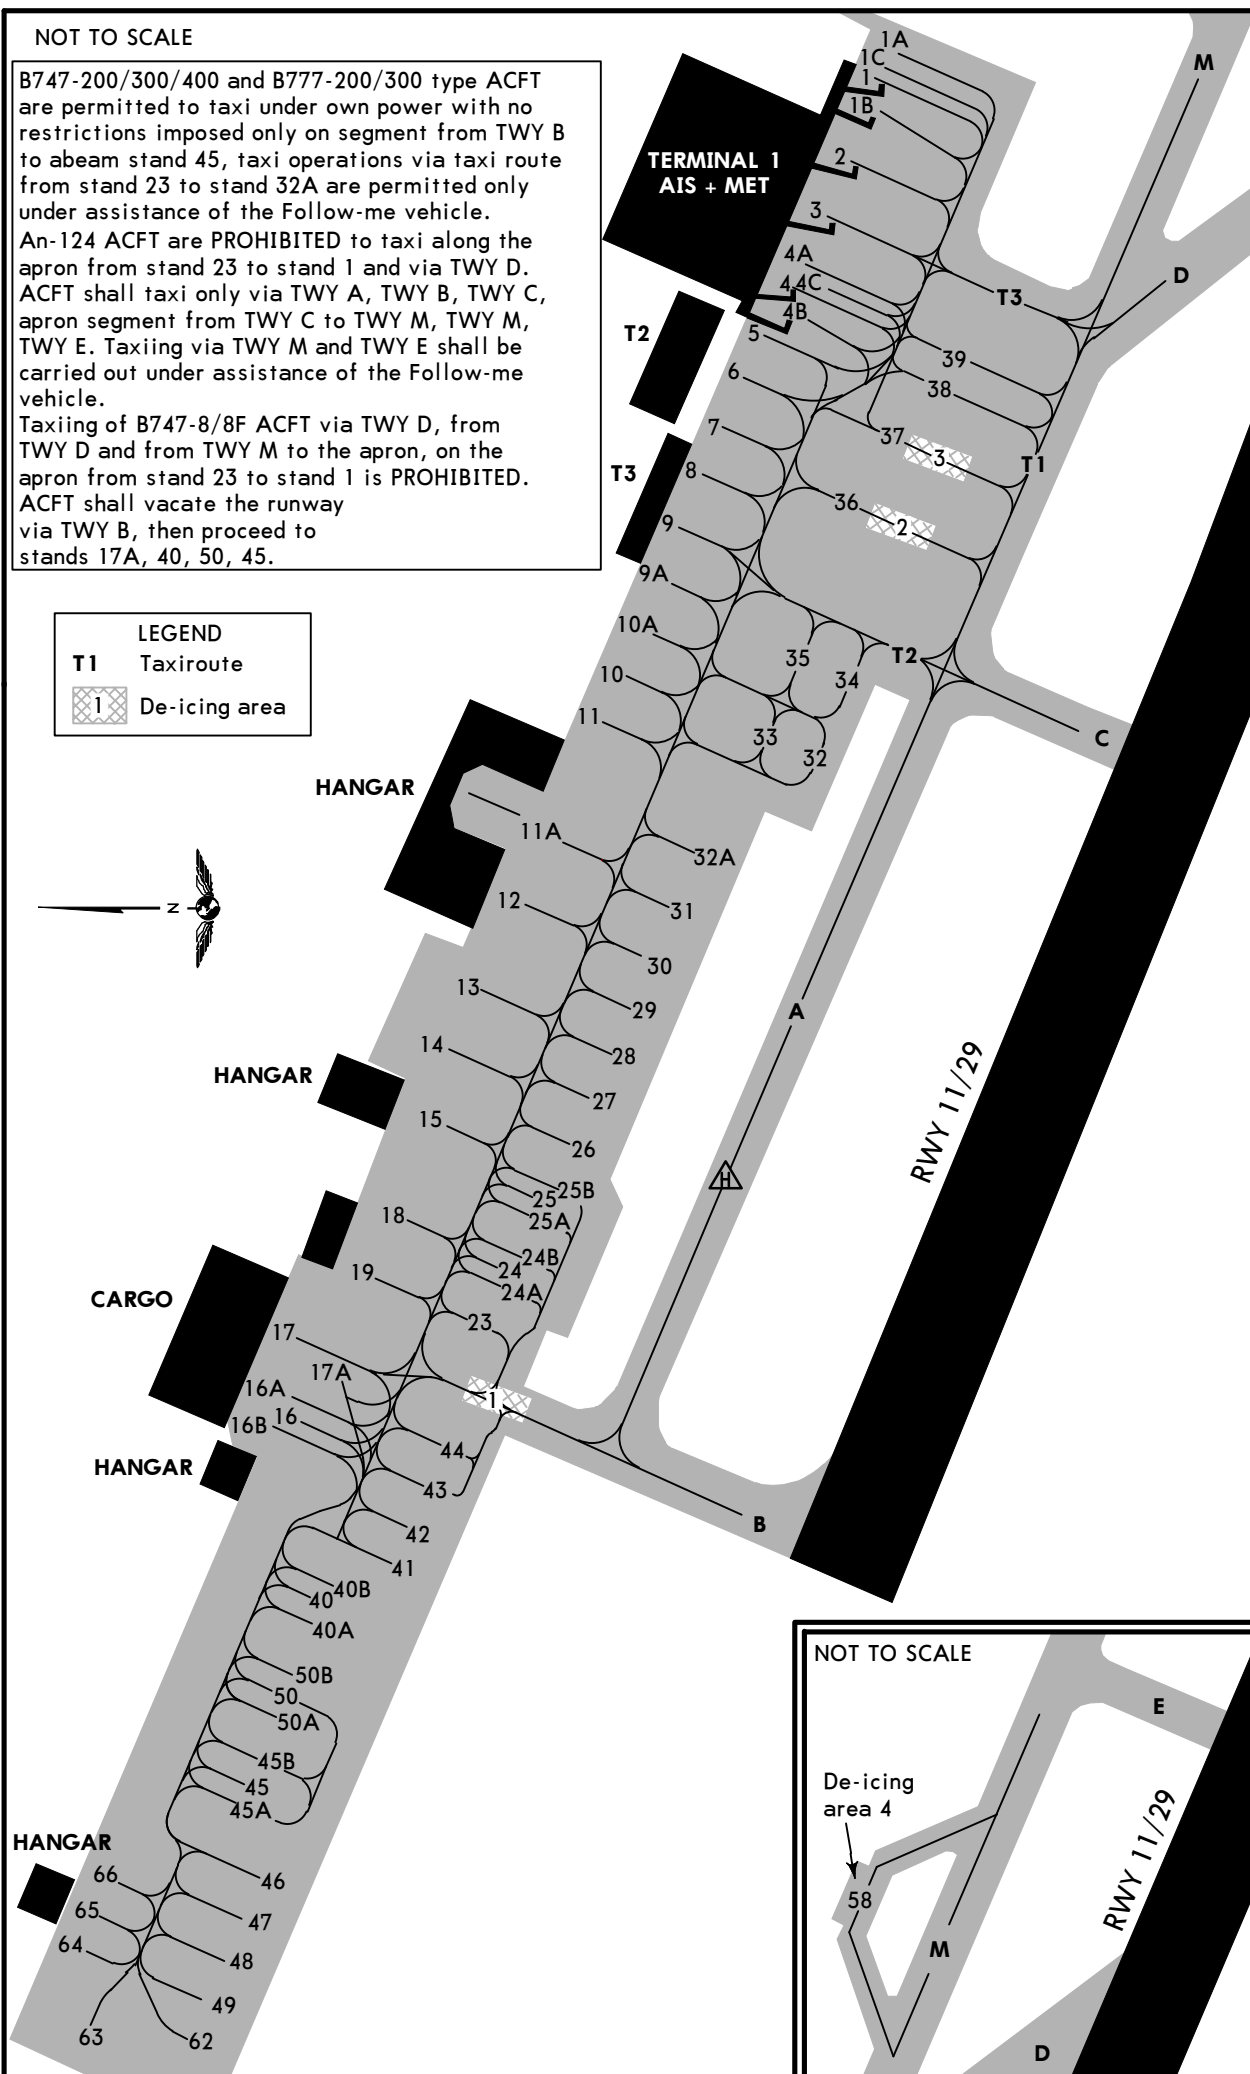 NOT TO SCALE
B747-200/300/400 and B777-200/300 type ACFT
are permitted to taxi under own power with no
restrictions imposed only on segment from TWY B
to abeam stand 45, taxi operations via taxi route
from stand 23 to stand 32A are permitted only
under assistance of the Follow-me vehicle.
An-124 ACFT are PROHIBITED to taxi along the
apron from stand 23 to stand 1 and via TWY D.
ACFT shall taxi only via TWY A, TWY B, TWY C,
apron segment from TWY C to TWY M, TWY M,
TWY E. Taxiing via TWY M and TWY E shall be
carried out under assistance of the Follow-me
vehicle.
Taxiing of B747-8/8F ACFT via TWY D, from
TWY D and from TWY M to the apron, on the
apron from stand 23 to stand 1 is PROHIBITED.
ACFT shall vacate the runway
via TWY B, then proceed to
stands 17A, 40, 50, 45.
LEGEND
T1 Taxiroute
1 De-icing area
1A
1C
1
1B
M
TERMINAL 1
AIS + MET
2
3
4A
4
4C
4B
D
T3
T2
5
39
6
38
7
37
3
T1
T3
8
36
2
9
9A
10A
35
T2
34
10
11
33
32
C
HANGAR
11A
32A
12
31
N
30
13
29
A
14
28
HANGAR
27
15
26
RWY 11/29
25B
25
H
18
25A
24B
24
19
24A
CARGO
23
17
17A
16A
1
16
16B
44
HANGAR
43
42
B
41
40B
40
40A
50B
50
50A
45B
45
45A
HANGAR
66
46
65
47
64
48
49
63
62
NOT TO SCALE
E
De-icing
area 4
58
RWY 11/29
M
D